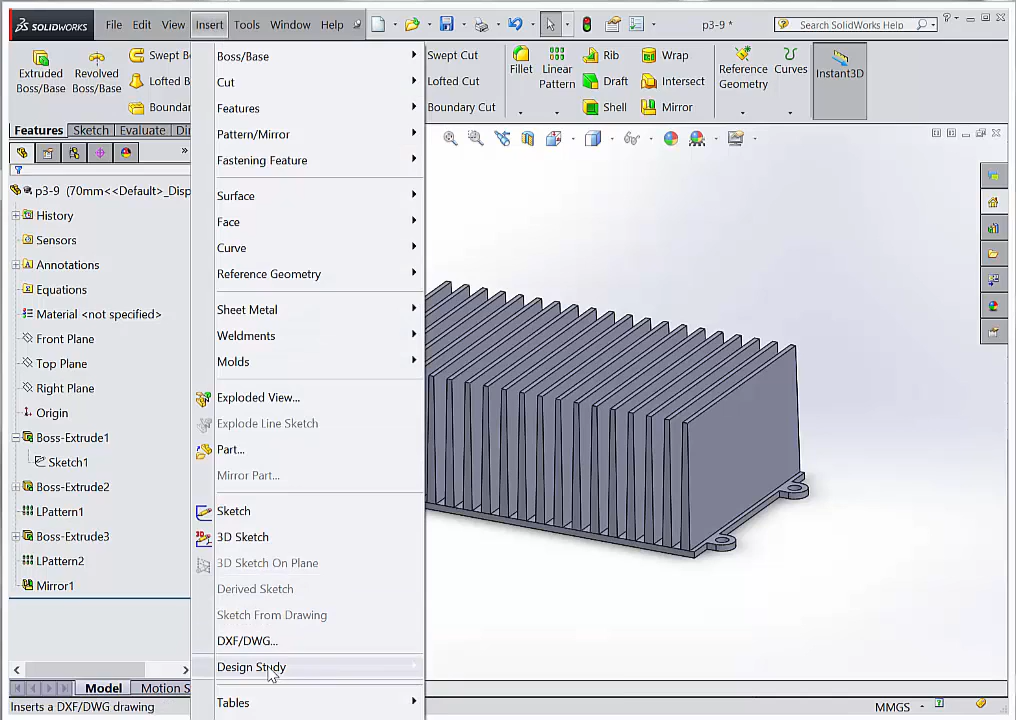 SOLIDWORKS File Edit View Insert Tools Window Help p3-9 * Search SolidWorks Help
Extruded Boss/Base
Revolved Boss/Base
Swept B
Lofted B
Boundar
Swept Cut
Lofted Cut
Boundary Cut
Fillet
Linear Pattern
Rib
Draft
Shell
Wrap
Intersect
Mirror
Reference Geometry
Curves
Instant3D
Features Sketch Evaluate Di
p3-9 (70mm<<Default>_Disp
History
Sensors
Annotations
Equations
Material <not specified>
Front Plane
Top Plane
Right Plane
Origin
Boss-Extrude1
Sketch1
Boss-Extrude2
LPattern1
Boss-Extrude3
LPattern2
Mirror1
Boss/Base
Cut
Features
Pattern/Mirror
Fastening Feature
Surface
Face
Curve
Reference Geometry
Sheet Metal
Weldments
Molds
Exploded View...
Explode Line Sketch
Part...
Mirror Part...
Sketch
3D Sketch
3D Sketch On Plane
Derived Sketch
Sketch From Drawing
DXF/DWG...
Design Study
Tables
Model Motion S
Inserts a DXF/DWG drawing
MMGS